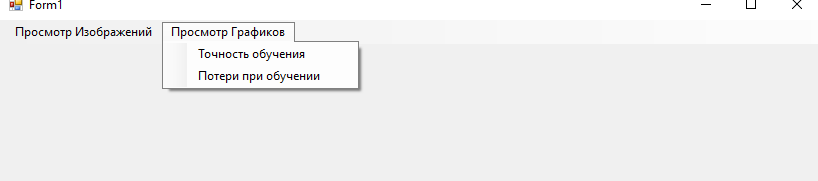 Form1
Просмотр Изображений Просмотр Графиков
Точность обучения
Потери при обучении